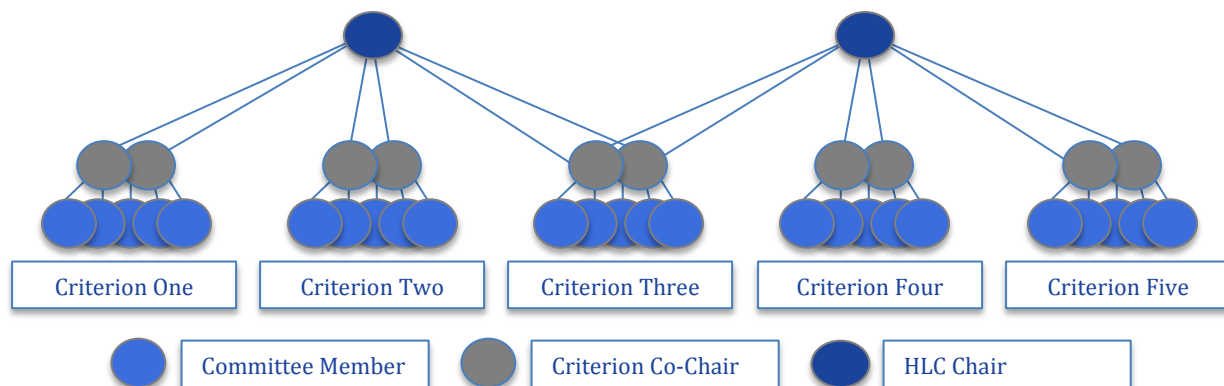 Criterion One
Criterion Two
Criterion Three
Criterion Four
Criterion Five
Committee Member
Criterion Co-Chair
HLC Chair